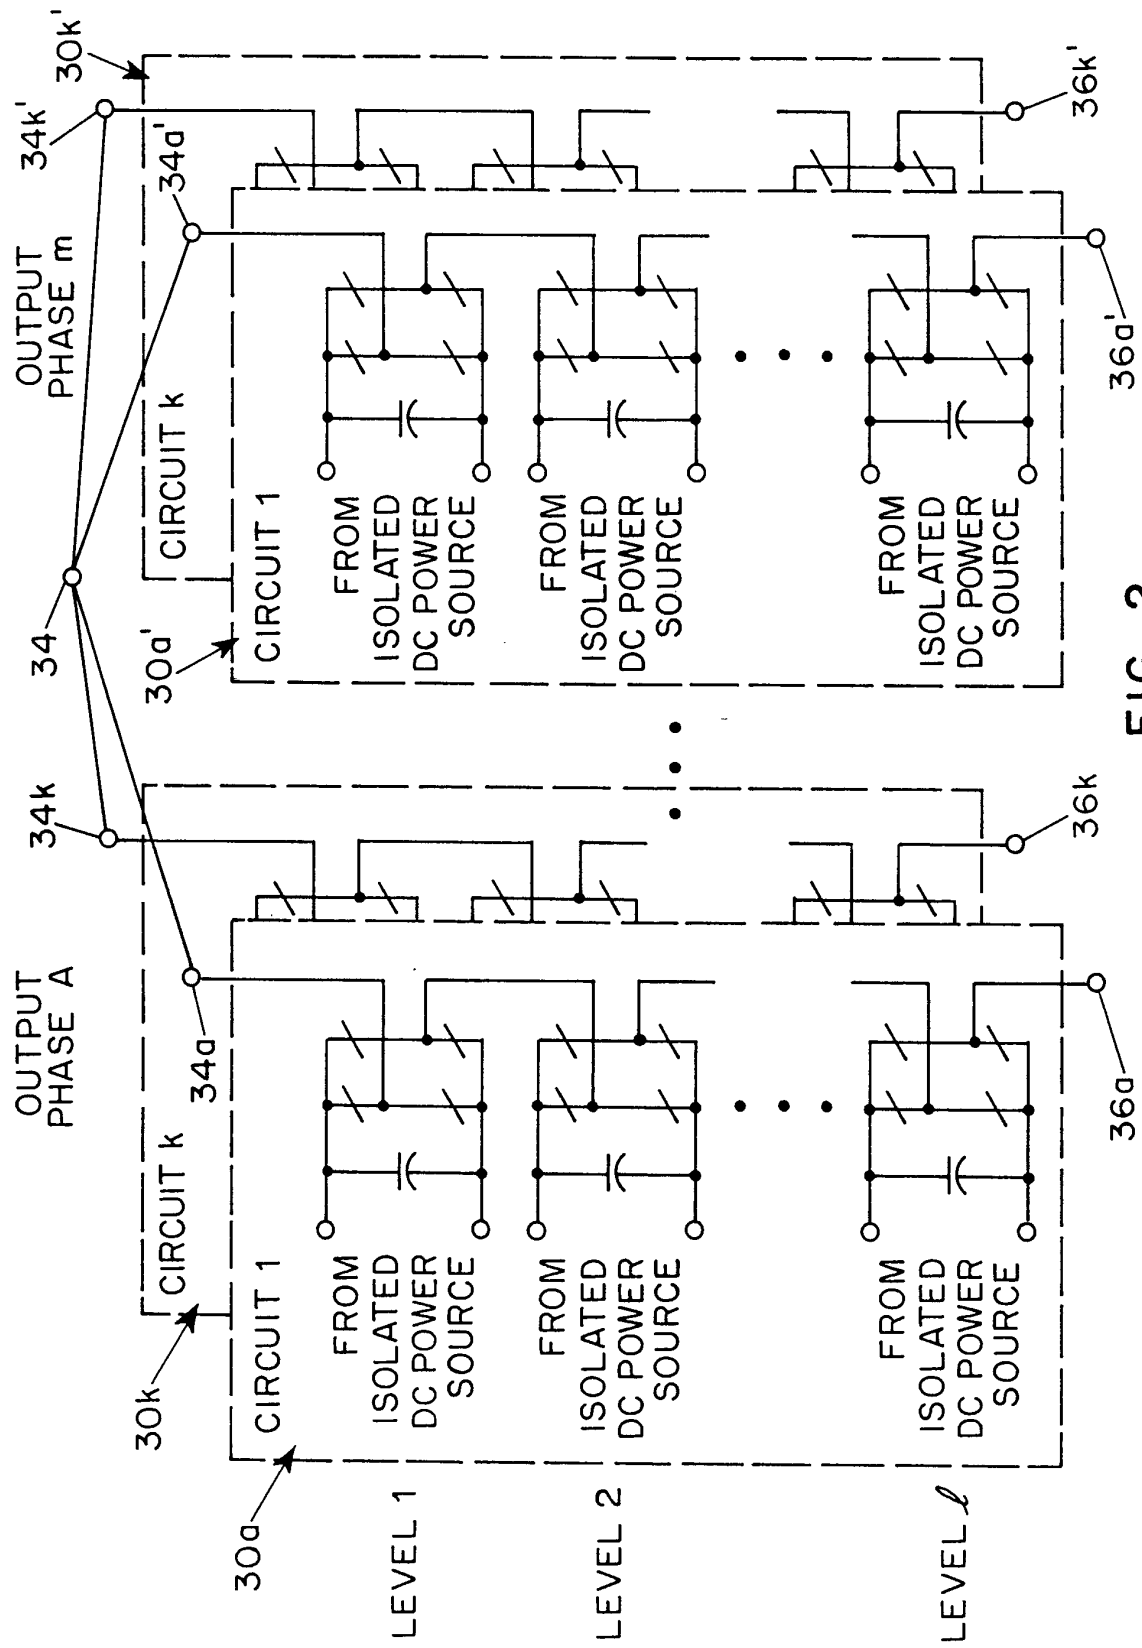 OUTPUT
PHASE A
OUTPUT
PHASE m
34
34k
34k'
30k'
34a
34a'
30k
CIRCUIT k
CIRCUIT k
30a
CIRCUIT 1
30a'
CIRCUIT 1
LEVEL 1
FROM
ISOLATED
DC POWER
SOURCE
FROM
ISOLATED
DC POWER
SOURCE
LEVEL 2
FROM
ISOLATED
DC POWER
SOURCE
FROM
ISOLATED
DC POWER
SOURCE
LEVEL ℓ
FROM
ISOLATED
DC POWER
SOURCE
FROM
ISOLATED
DC POWER
SOURCE
36a
36k
36a'
36k'
FIG.